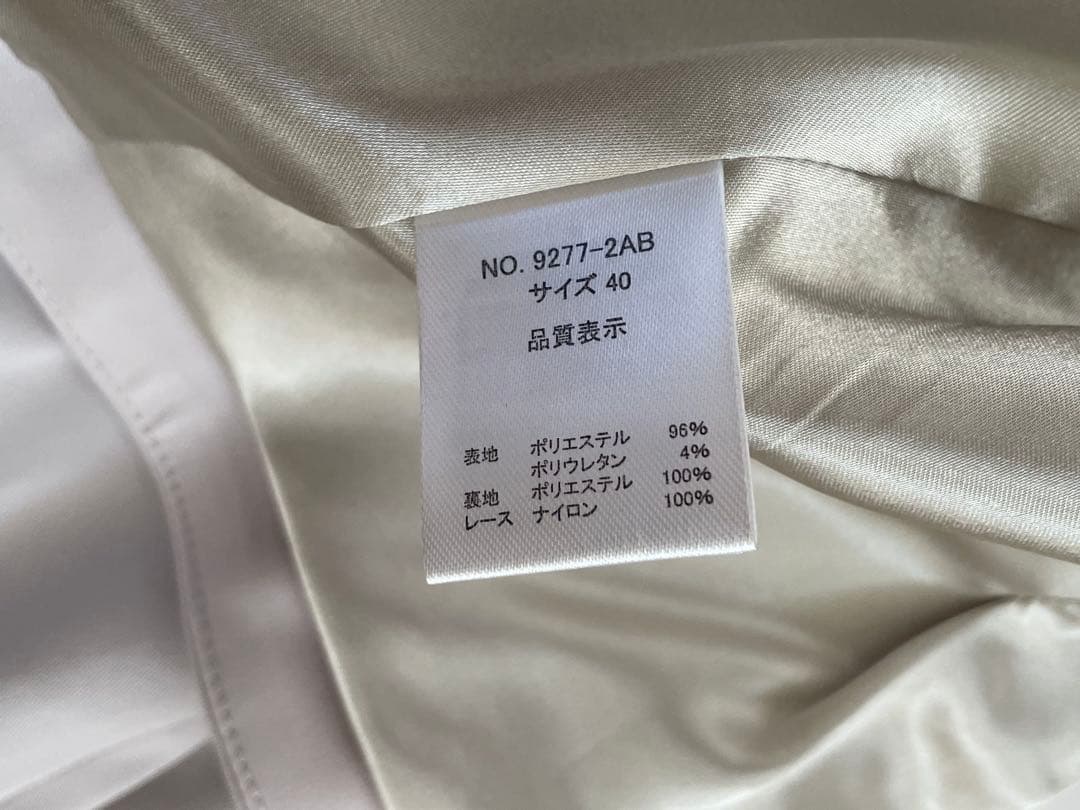 NO. 9277-2AB
サイズ 40
品質表示
表地 ポリエステル 96%
ポリウレタン 4%
裏地 ポリエステル 100%
レース ナイロン 100%